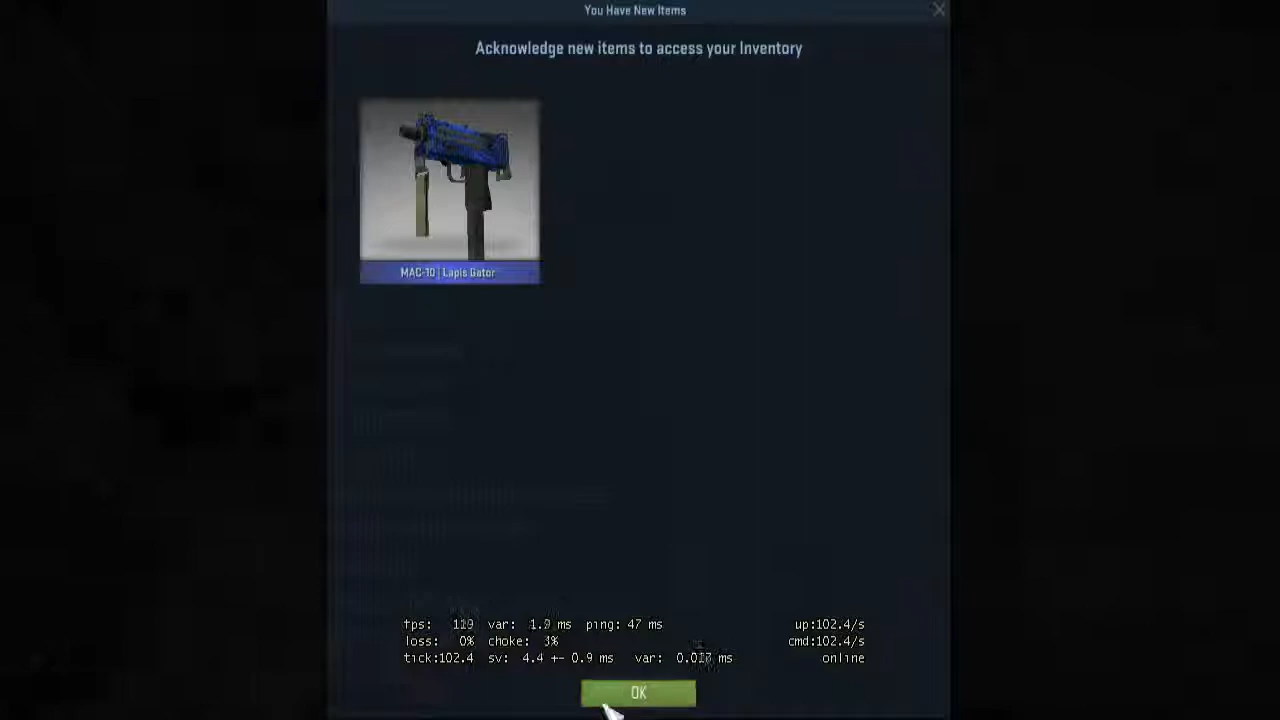 You Have New Items
Acknowledge new items to access your Inventory
MAC-10 | Lapis Gator
fps: 119 var: 1.9 ms ping: 47 ms up:102.4/s
loss: 0% choke: 3% cmd:102.4/s
tick:102.4 sv: 4.4 +- 0.9 ms var: ms online
OK